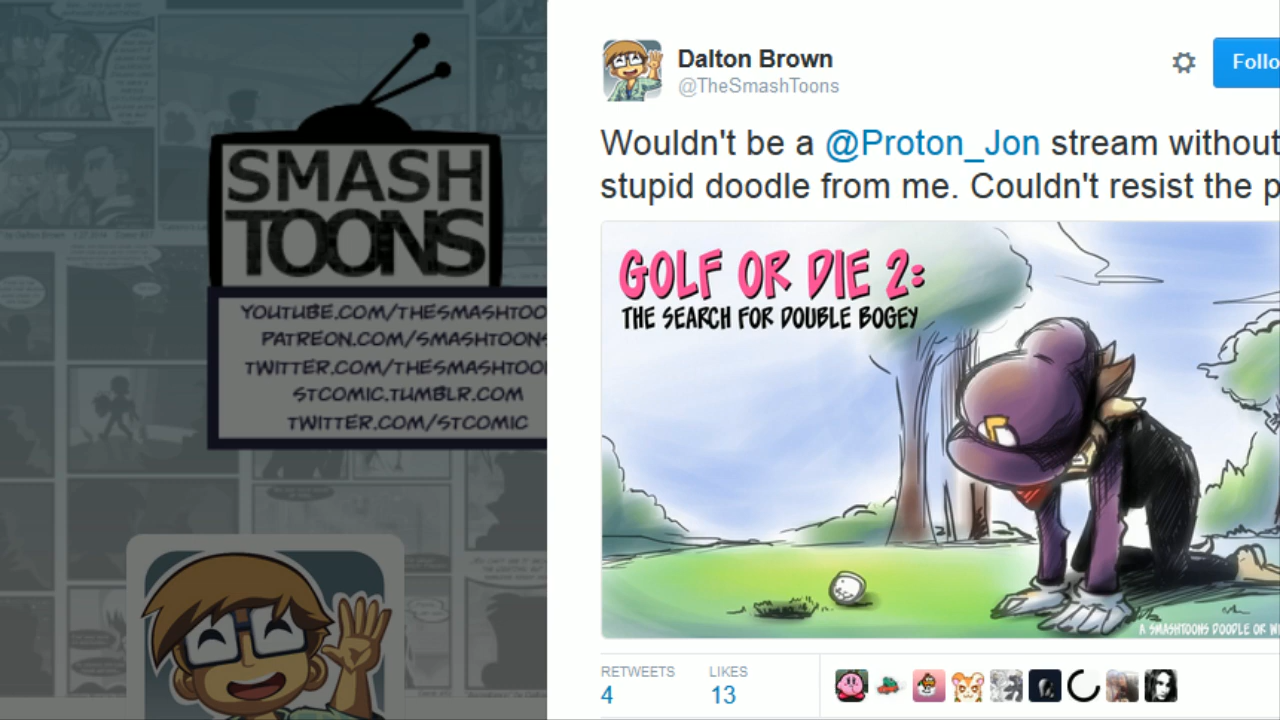 SMASH
TOONS
YOUTUBE.COM/THESMASHTOO
PATREON.COM/SMASHTOONS
TWITTER.COM/THESMASHTOO
STCOMIC.TUMBLR.COM
TWITTER.COM/STCOMIC
Dalton Brown
@TheSmashToons
Follo
Wouldn't be a @Proton_Jon stream without
stupid doodle from me. Couldn't resist the p
GOLF OR DIE 2:
THE SEARCH FOR DOUBLE BOGEY
A SMASHTOONS DOODLE OR W
RETWEETS
4
LIKES
13